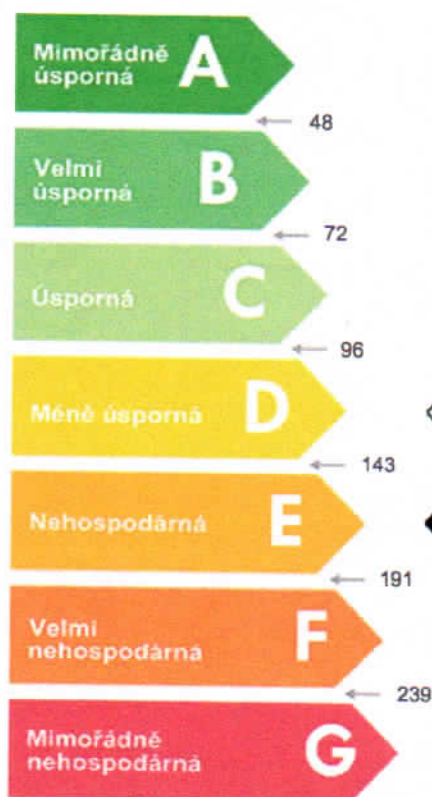 Mimořádně
úsporná
A
48
Velmi
úsporná
B
72
Úsporná
C
96
Méně úsporná
D
143
Nehospodárná
E
191
Velmi
nehospodárná
F
239
Mimořádně
nehospodárná
G